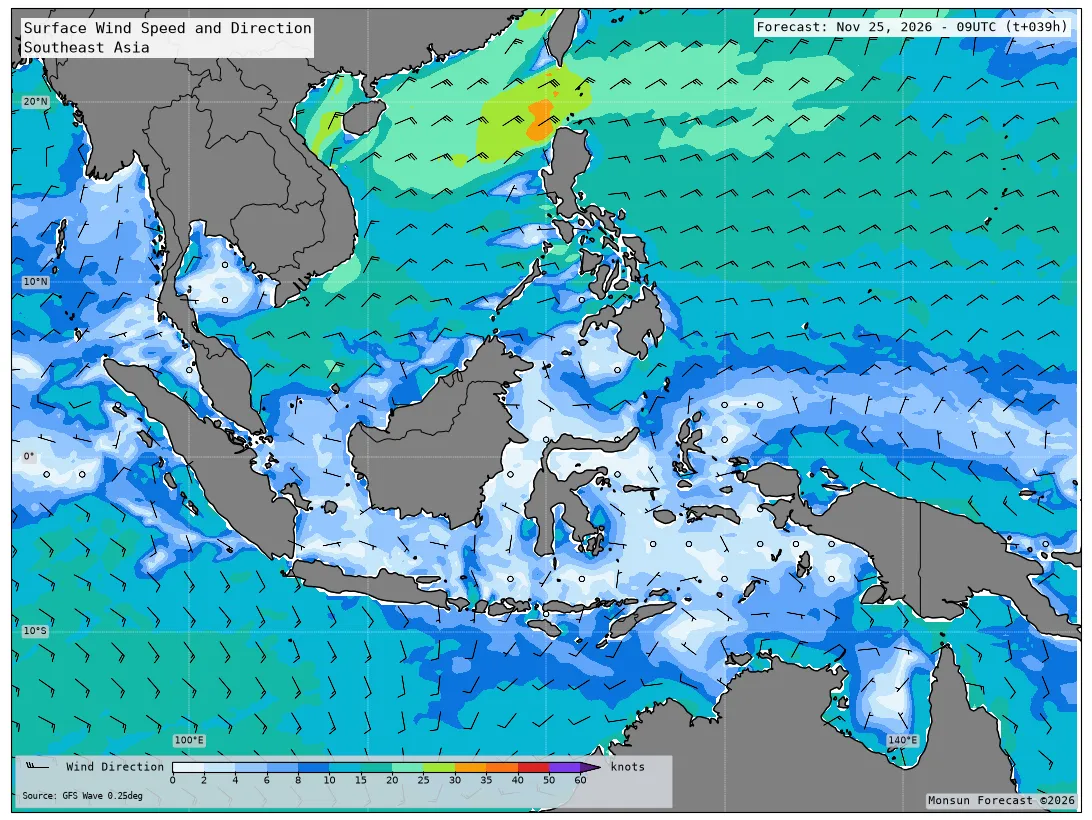 Surface Wind Speed and Direction
Southeast Asia
Forecast: Nov 25, 2026 - 09UTC (t+039h)
20°N
10°N
0°
10°S
100°E
140°E
Wind Direction
knots
0 2 4 6 8 10 15 20 25 30 35 40 50 60
Source: GFS Wave 0.25deg
Monsun Forecast ©2026